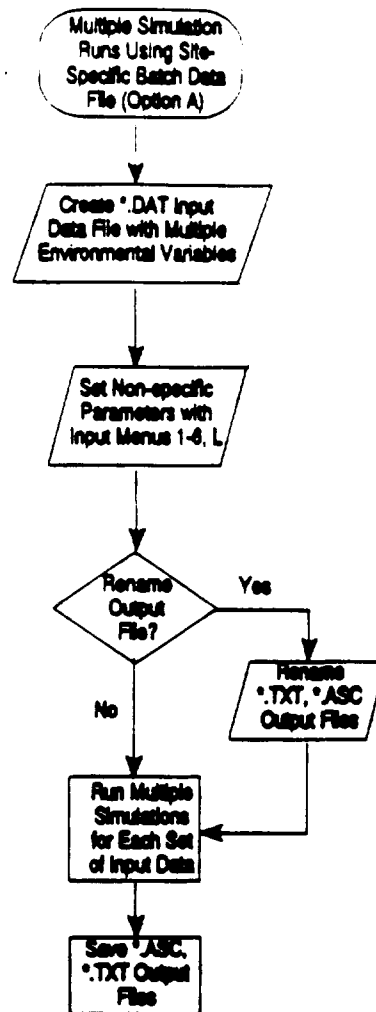 Multiple Simulation
Runs Using Site-
Specific Batch Data
File (Option A)
Create *.DAT Input
Data File with Multiple
Environmental Variables
Set Non-specific
Parameters with
Input Menus 1-6, L
Rename
Output
File?
Yes
No
Rename
*.TXT, *.ASC
Output Files
Run Multiple
Simulations
for Each Set
of Input Data
Save *.ASC,
*.TXT Output
Files